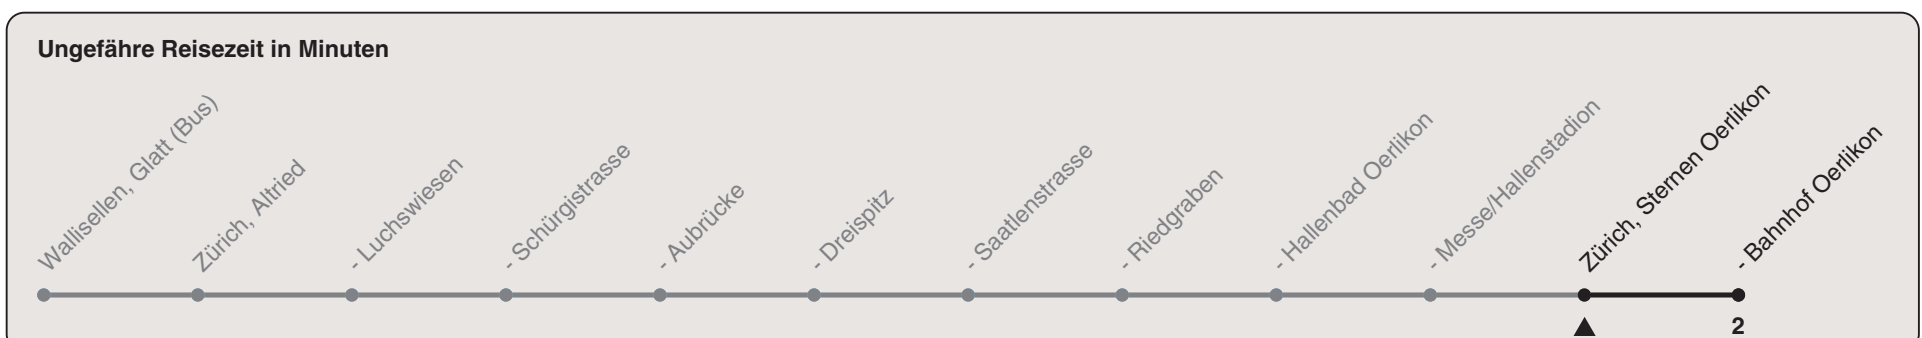 Ungefähre Reisezeit in Minuten
Wallisellen, Glatt (Bus)
Zürich, Altried
- Luchswiesen
- Schürgistrasse
- Aubrücke
- Dreispitz
- Saatlenstrasse
- Riedgraben
- Hallenbad Oerlikon
- Messe/Hallenstadion
Zürich, Sternen Oerlikon
- Bahnhof Oerlikon
2